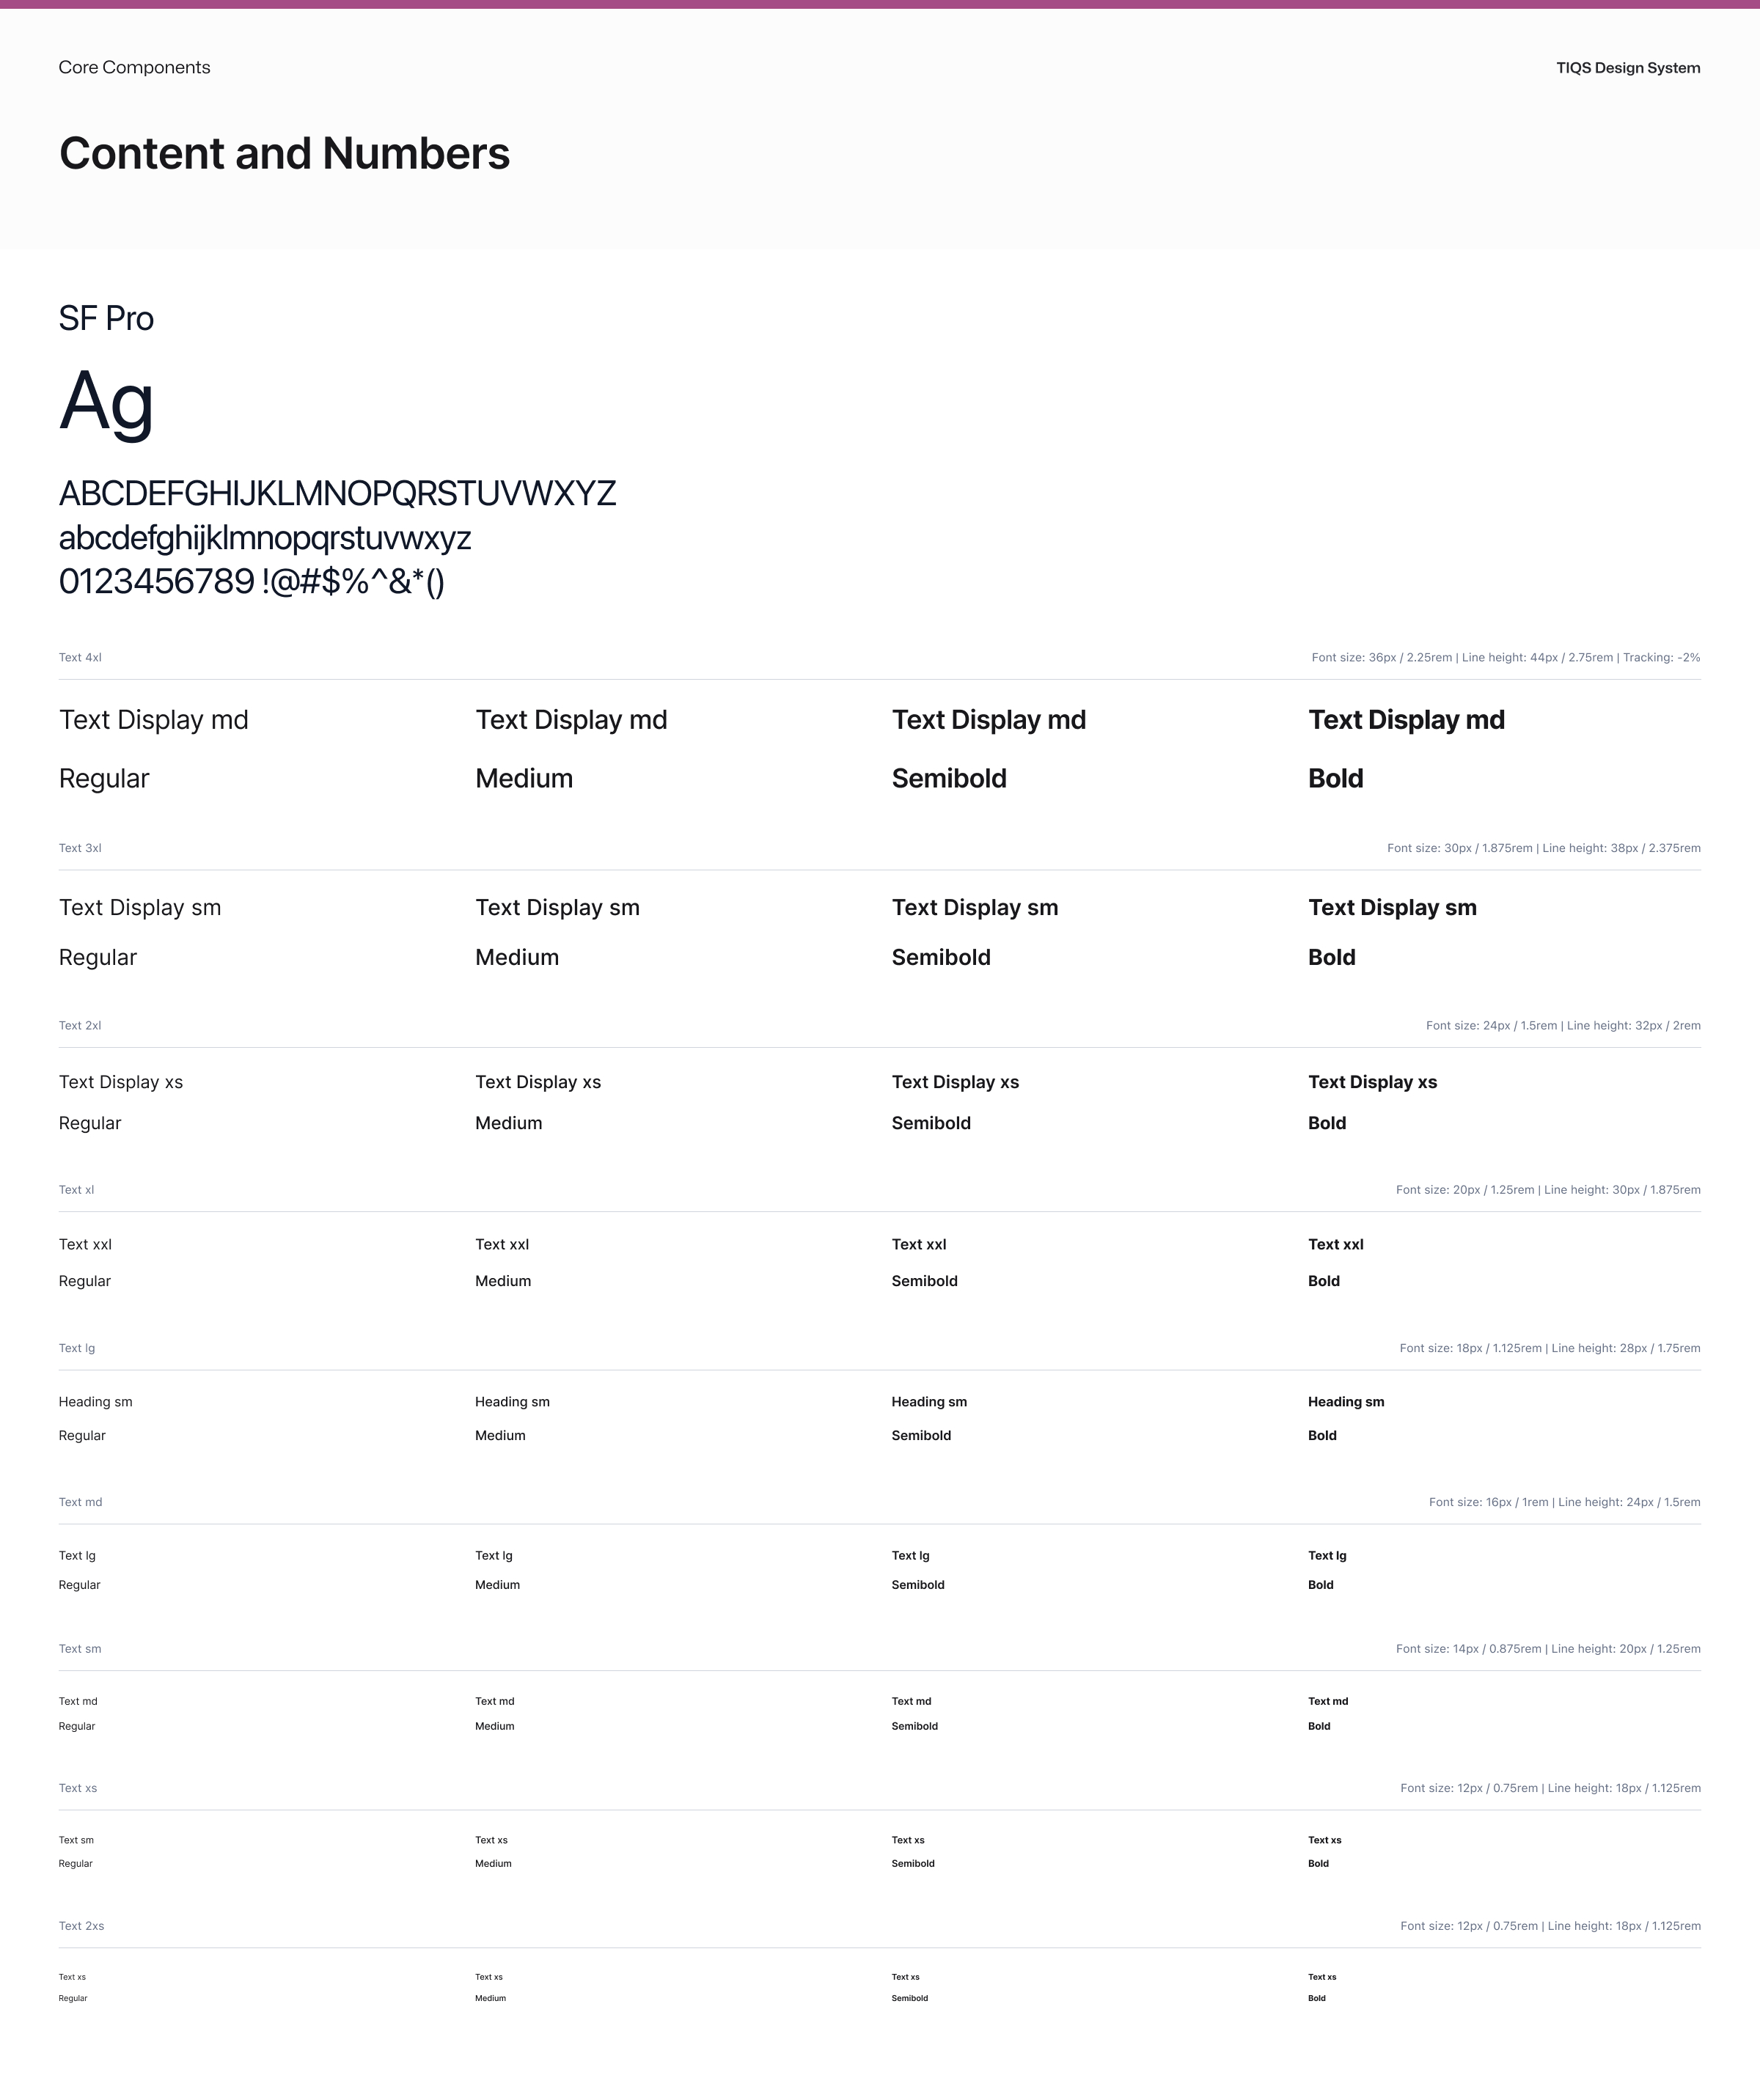 Core Components
TIQS Design System
Content and Numbers
SF Pro
Ag
ABCDEFGHIJKLMNOPQRSTUVWXYZ
abcdefghijklmnopqrstuvwxyz
0123456789 !@#$%^&*()
Text 4xl
Font size: 36px / 2.25rem | Line height: 44px / 2.75rem | Tracking: -2%
Text Display md Text Display md Text Display md Text Display md
Regular Medium Semibold Bold
Text 3xl
Font size: 30px / 1.875rem | Line height: 38px / 2.375rem
Text Display sm Text Display sm Text Display sm Text Display sm
Regular Medium Semibold Bold
Text 2xl
Font size: 24px / 1.5rem | Line height: 32px / 2rem
Text Display xs Text Display xs Text Display xs Text Display xs
Regular Medium Semibold Bold
Text xl
Font size: 20px / 1.25rem | Line height: 30px / 1.875rem
Text xxl Text xxl Text xxl Text xxl
Regular Medium Semibold Bold
Text lg
Font size: 18px / 1.125rem | Line height: 28px / 1.75rem
Heading sm Heading sm Heading sm Heading sm
Regular Medium Semibold Bold
Text md
Font size: 16px / 1rem | Line height: 24px / 1.5rem
Text lg Text lg Text lg Text lg
Regular Medium Semibold Bold
Text sm
Font size: 14px / 0.875rem | Line height: 20px / 1.25rem
Text md Text md Text md Text md
Regular Medium Semibold Bold
Text xs
Font size: 12px / 0.75rem | Line height: 18px / 1.125rem
Text sm Text xs Text xs Text xs
Regular Medium Semibold Bold
Text 2xs
Font size: 12px / 0.75rem | Line height: 18px / 1.125rem
Text xs Text xs Text xs Text xs
Regular Medium Semibold Bold